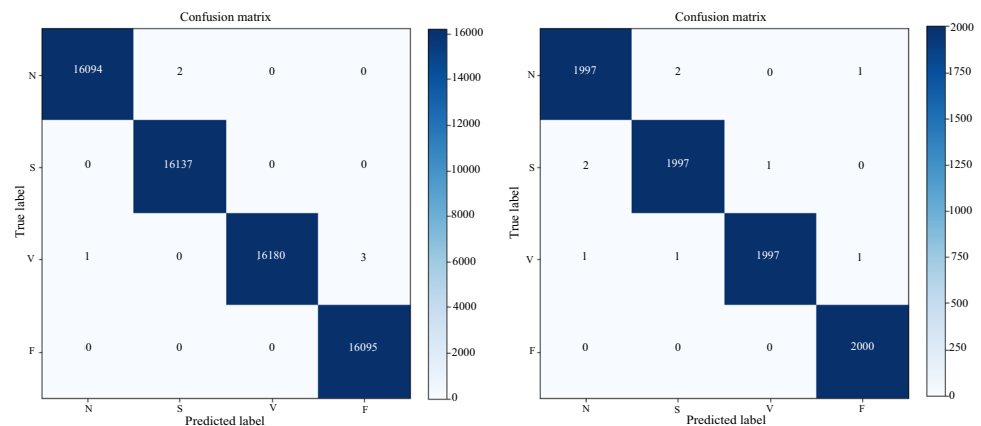 Confusion matrix
N 16094 2 0 0
S 0 16137 0 0
V 1 0 16180 3
F 0 0 0 16095
N S V F
True label
Predicted label
16000
14000
12000
10000
8000
6000
4000
2000
0
Confusion matrix
N 1997 2 0 1
S 2 1997 1 0
V 1 1 1997 1
F 0 0 0 2000
N S V F
True label
Predicted label
2000
1750
1500
1250
1000
750
500
250
0